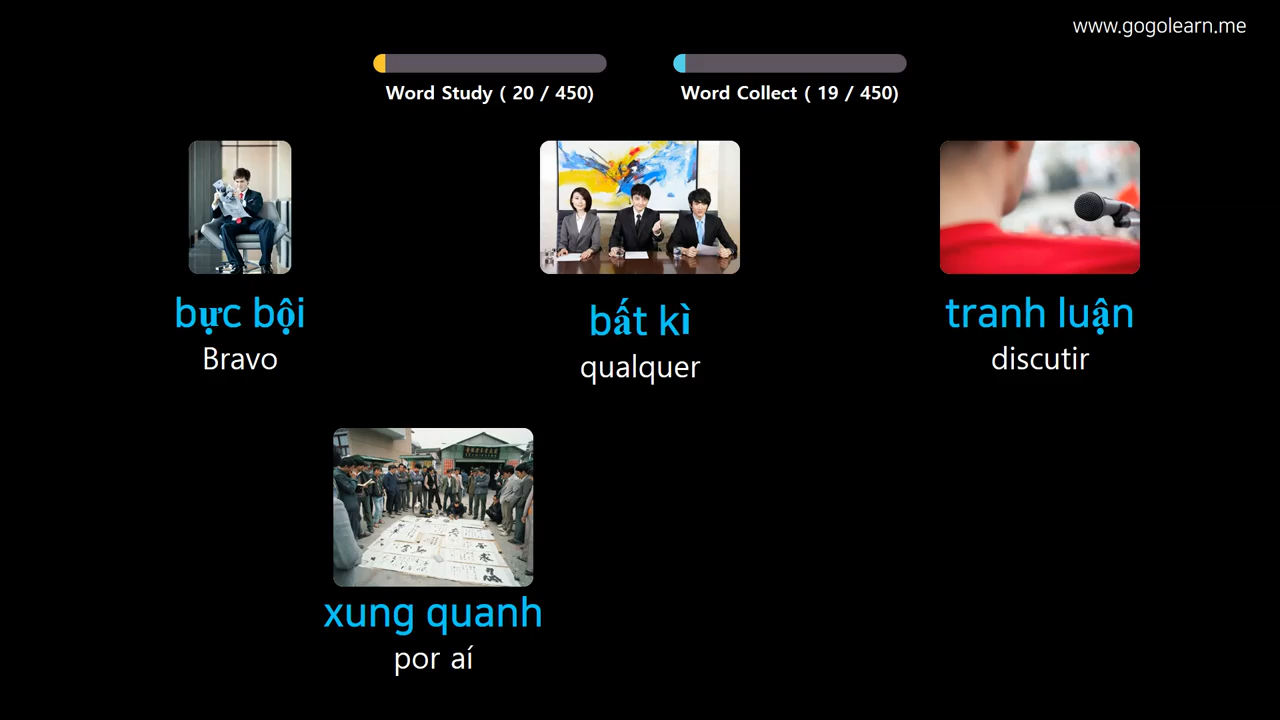 www.gogolearn.me
Word Study ( 20 / 450)
Word Collect ( 19 / 450)
bực bội
Bravo
bất kì
qualquer
tranh luận
discutir
xung quanh
por aí